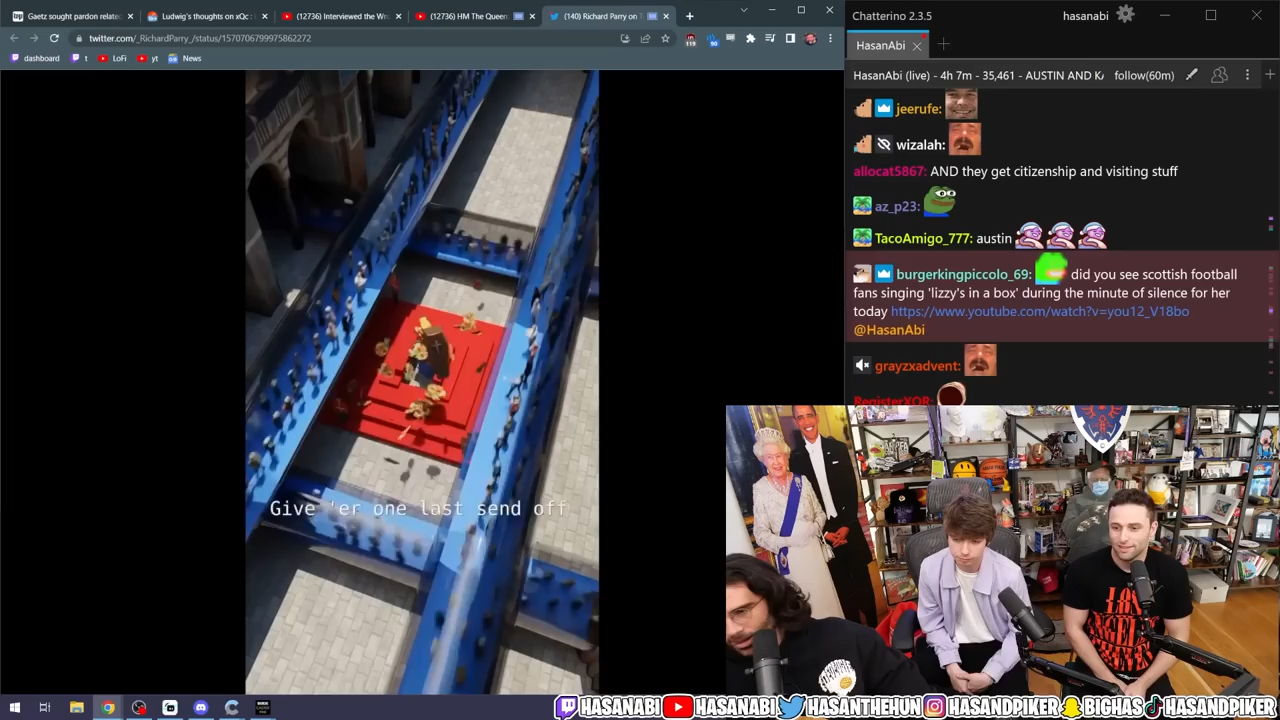 Gaetz sought pardon relate
Ludwig's thoughts on xQc :
(12736) Interviewed the Wr
(12736) HM The Queen
(140) Richard Parry on T
twitter.com/_RichardParry_/status/1570706799975862272
119
90
dashboard
t
LoFi
yt
News
Give 'er one last send off
Chatterino 2.3.5
hasanabi
HasanAbi
HasanAbi (live) - 4h 7m - 35,461 - AUSTIN AND KA
follow(60m)
jeerufe:
wizalah:
allocat5867: AND they get citizenship and visiting stuff
az_p23:
TacoAmigo_777: austin
burgerkingpiccolo_69: did you see scottish football
fans singing 'lizzy's in a box' during the minute of silence for her
today https://www.youtube.com/watch?v=you12_V18bo
@HasanAbi
grayzxadvent:
RegisterXOR:
HASANABI
HASANABI
HASANTHEHUN
HASANDPIKER
BIGHAS
HASANDPIKER